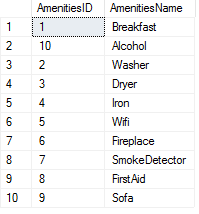 AmenitiesID AmenitiesName
1 1 Breakfast
2 10 Alcohol
3 2 Washer
4 3 Dryer
5 4 Iron
6 5 Wifi
7 6 Fireplace
8 7 SmokeDetector
9 8 FirstAid
10 9 Sofa